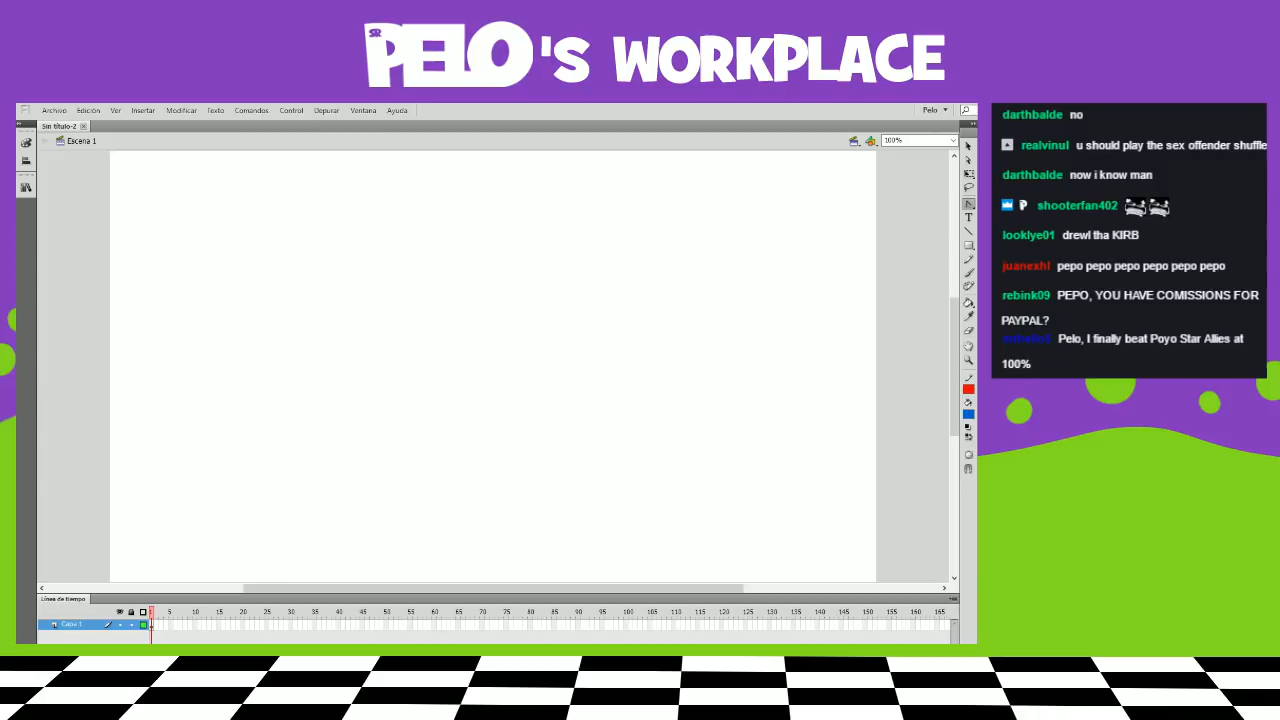 PELO'S WORKPLACE
Archivo Edición Ver Insertar Modificar Texto Comandos Control Depurar Ventana Ayuda Pelo
Sin título-2
Escena 1 100%
Línea de tiempo
1 5 10 15 20 25 30 35 40 45 50 55 60 65 70 75 80 85 90 95 100 105 110 115 120 125 130 135 140 145 150 155 160 165
Capa 1
darthbalde no
realvinul u should play the sex offender shuffle
darthbalde now i know man
shooterfan402
looklye01 drewl tha KIRB
juanexhl pepo pepo pepo pepo pepo pepo
rebink09 PEPO, YOU HAVE COMISSIONS FOR
PAYPAL?
Pelo, I finally beat Poyo Star Allies at
100%